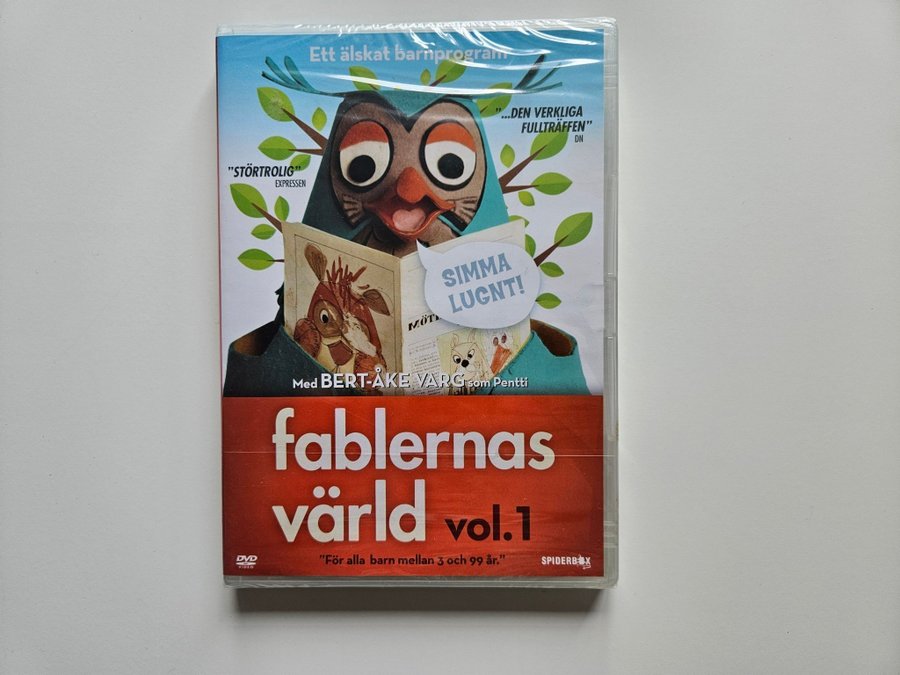 Ett älskat barnprogram
"...DEN VERKLIGA
FULLTRÄFFEN"
DN
"STÖRTROLIG"
EXPRESSEN
SIMMA
LUGNT!
Med BERT-ÅKE VARG som Pentti
fablernas
värld vol.1
"För alla barn mellan 3 och 99 år."
DVD
VIDEO
SPIDERBOX